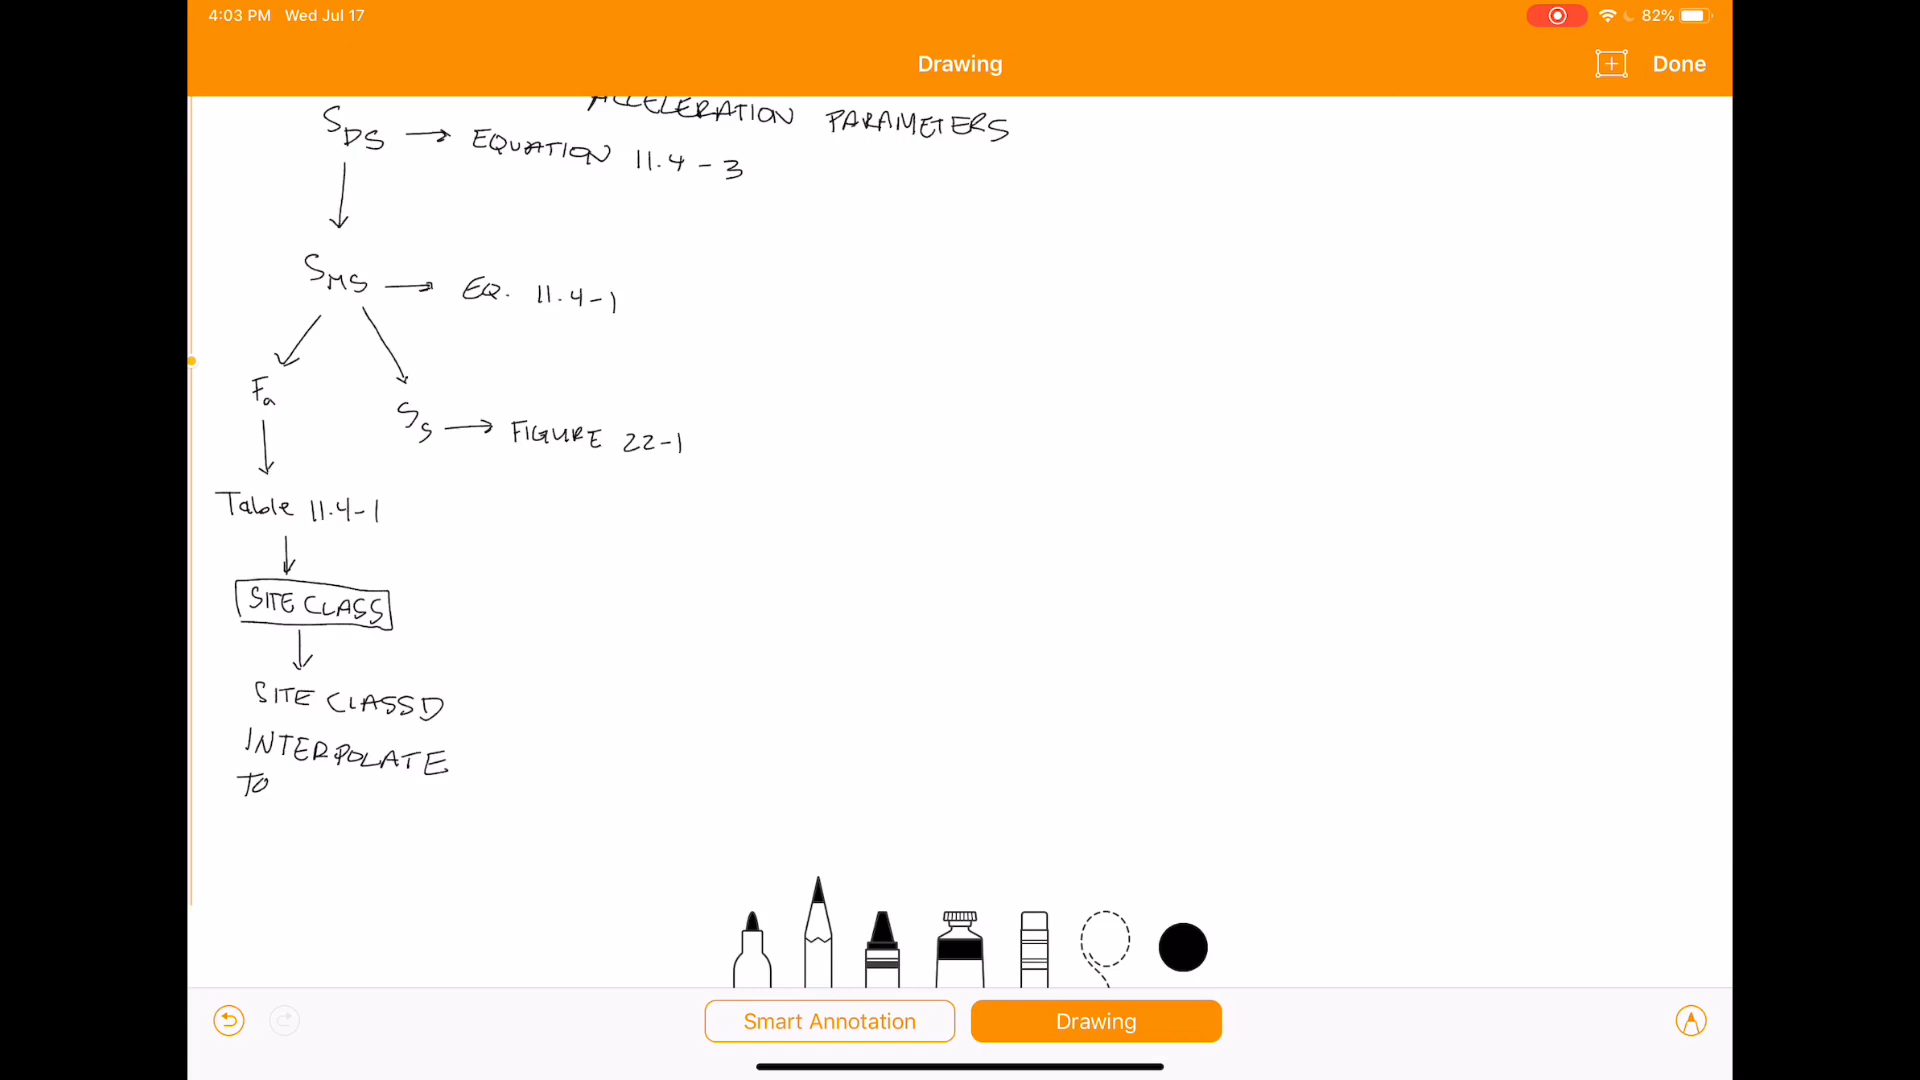 4:03 PM Wed Jul 17
82%
Drawing
Done
ACCELERATION PARAMETERS
SDS → EQUATION 11.4-3
SMS → EQ. 11.4-1
Fa
SS → FIGURE 22-1
Table 11.4-1
SITE CLASS
SITE CLASS D
INTERPOLATE
TO
Smart Annotation
Drawing